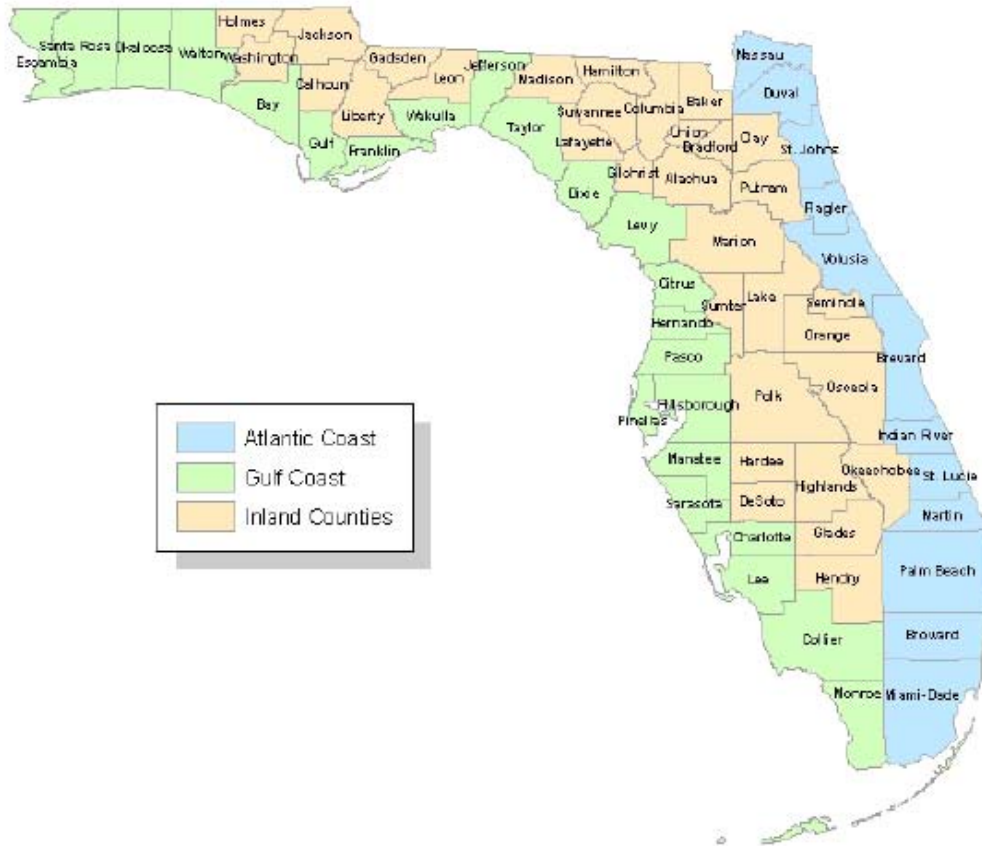 Holmes
Jackson
Nassau
Santa Rosa
Okaloosa
Walton
Washington
Gadsden
Jefferson
Escambia
Leon
Madison
Hamilton
Duval
Calhoun
Bay
Liberty
Wakulla
Taylor
Suwannee
Columbia
Baker
Union
Bradford
Clay
St. Johns
Gulf
Franklin
Lafayette
Gilchrist
Alachua
Putnam
Dixie
Flagler
Levy
Marion
Volusia
Citrus
Sumter
Lake
Seminole
Hernando
Orange
Pasco
Brevard
Osceola
Polk
Hillsborough
Pinellas
Indian River
Atlantic Coast
Gulf Coast
Inland Counties
Manatee
Hardee
Okeechobee
St. Lucie
Highlands
Sarasota
DeSoto
Martin
Charlotte
Glades
Lee
Hendry
Palm Beach
Collier
Broward
Monroe
Miami-Dade